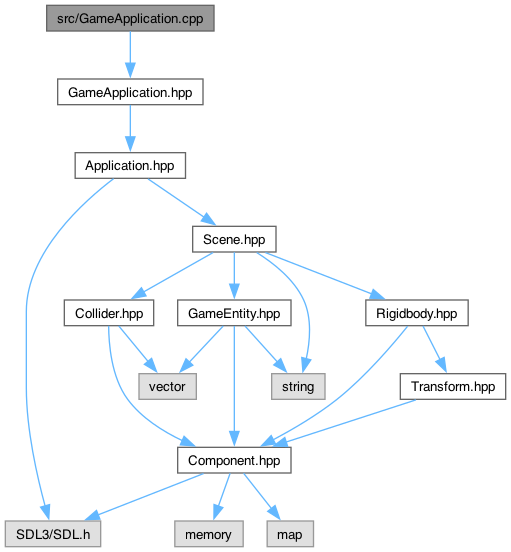 src/GameApplication.cpp
GameApplication.hpp
Application.hpp
Scene.hpp
Collider.hpp
GameEntity.hpp
Rigidbody.hpp
vector
string
Transform.hpp
Component.hpp
SDL3/SDL.h
memory
map